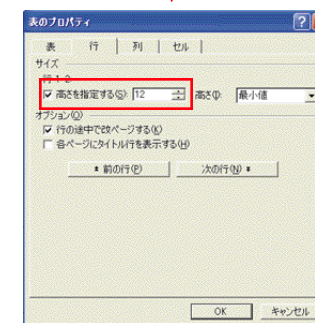 表のプロパティ
表 行 列 セル
サイズ
行 1-2
高さを指定する(S): 12 高さ(I): 最小値
オプション(O)
行の途中で改ページする(K)
各ページにタイトル行を表示する(H)
前の行(P) 次の行(N)
OK キャンセル